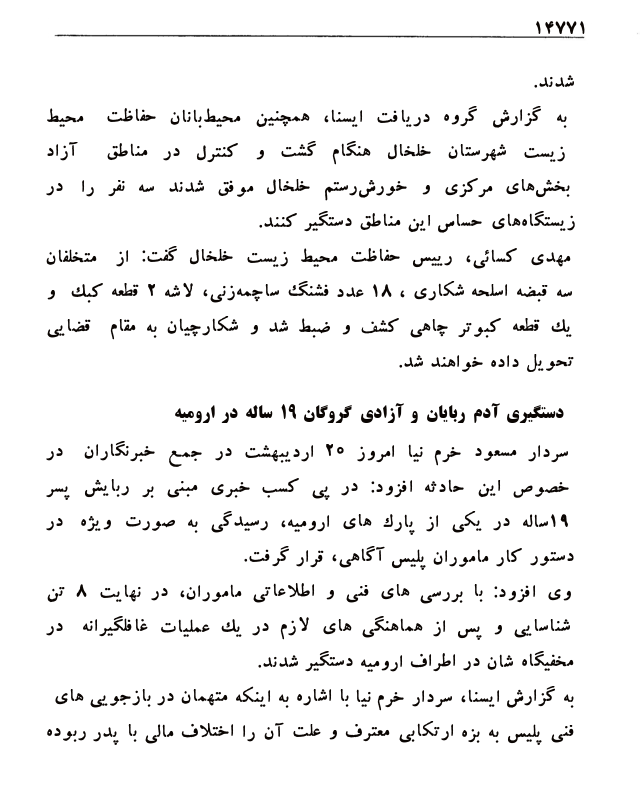 ۱۴۷۷۱
شدند.
به گزارش گروه دریافت ایسنا، همچنین محیط‌بانان حفاظت محیط
زیست شهرستان خلخال هنگام گشت و کنترل در مناطق آزاد
بخش‌های مرکزی و خورش‌رستم خلخال موفق شدند سه نفر را در
زیستگاه‌های حساس این مناطق دستگیر کنند.
مهدی کسائی، رییس حفاظت محیط زیست خلخال گفت: از متخلفان
سه قبضه اسلحه شکاری ، ۱۸ عدد فشنگ ساچمه‌زنی، لاشه ۲ قطعه کبک و
یك قطعه کبوتر چاهی کشف و ضبط شد و شکارچیان به مقام قضایی
تحویل داده خواهند شد.
دستگیری آدم ربایان و آزادی گروگان ۱۹ ساله در ارومیه
سردار مسعود خرم نیا امروز ۲۰ اردیبهشت در جمع خبرنگاران در
خصوص این حادثه افزود: در پی کسب خبری مبنی بر ربایش پسر
۱۹ساله در یکی از پارك های ارومیه، رسیدگی به صورت ویژه در
دستور کار ماموران پلیس آگاهی، قرار گرفت.
وی افزود: با بررسی های فنی و اطلاعاتی ماموران، در نهایت ۸ تن
شناسایی و پس از هماهنگی های لازم در یك عملیات غافلگیرانه در
مخفیگاه شان در اطراف ارومیه دستگیر شدند.
به گزارش ایسنا، سردار خرم نیا با اشاره به اینکه متهمان در بازجویی های
فنی پلیس به بزه ارتکابی معترف و علت آن را اختلاف مالی با پدر ربوده